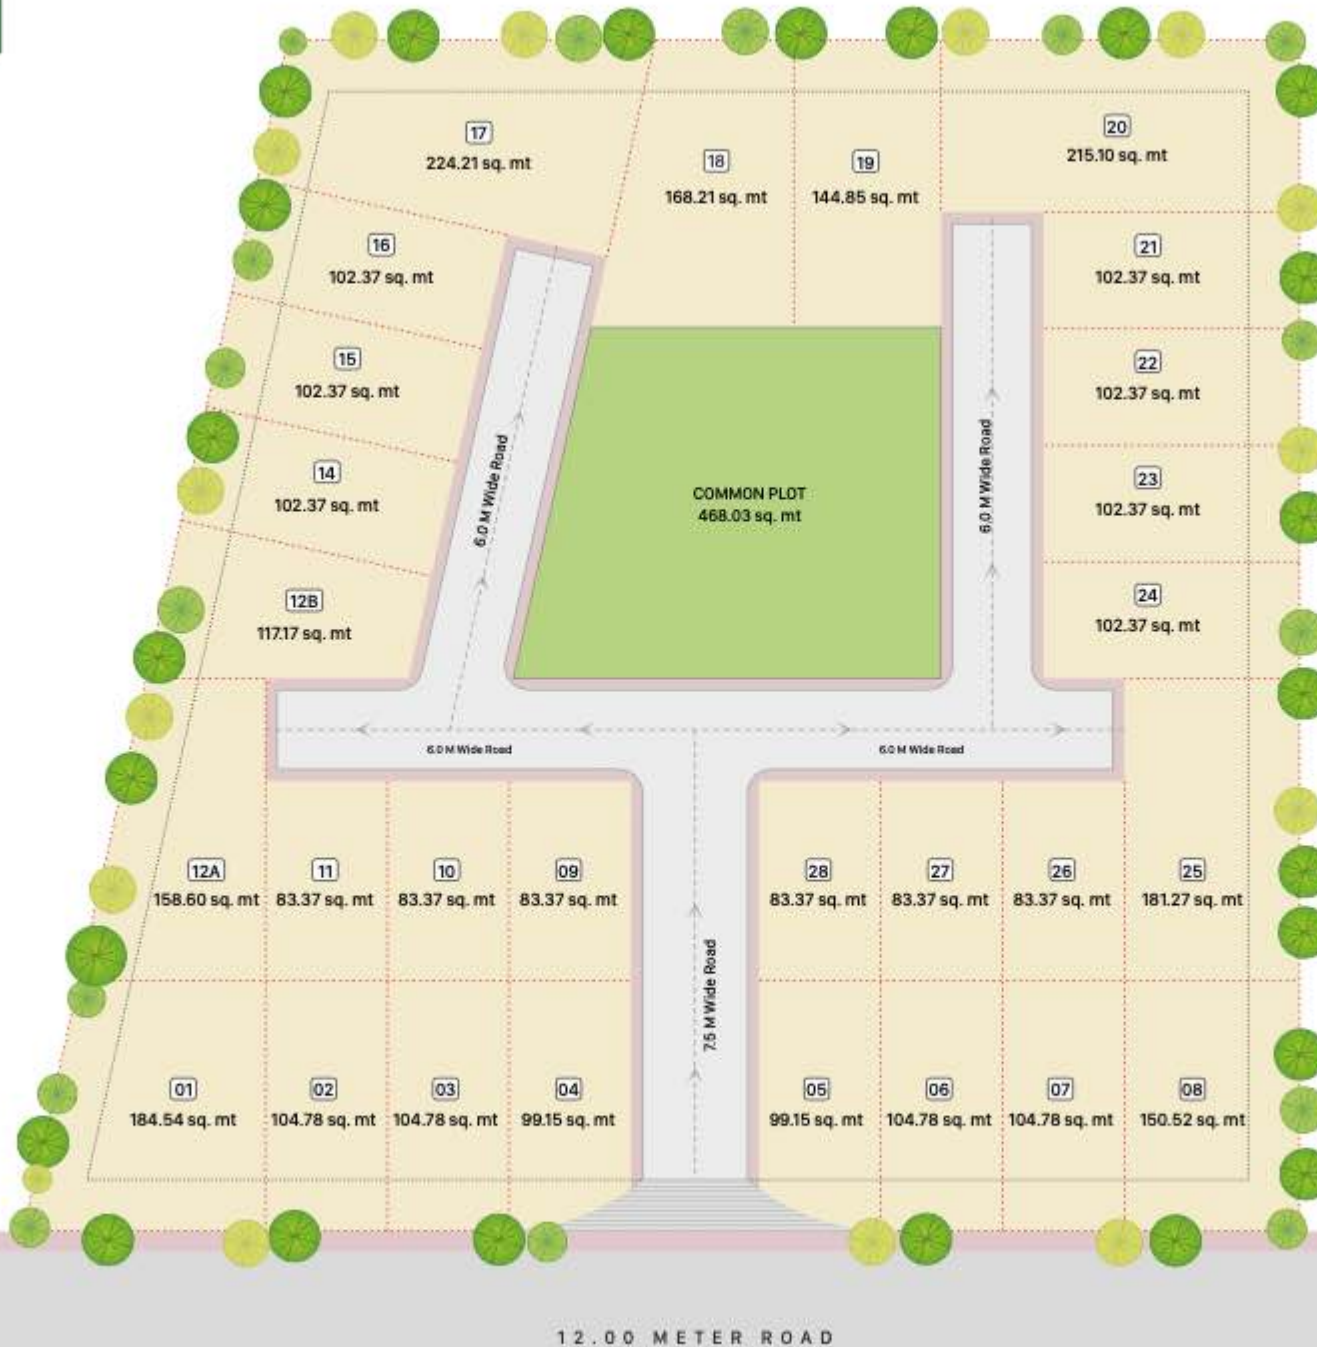 17
224.21 sq. mt
18
168.21 sq. mt
19
144.85 sq. mt
20
215.10 sq. mt
16
102.37 sq. mt
21
102.37 sq. mt
15
102.37 sq. mt
22
102.37 sq. mt
14
102.37 sq. mt
6.0 M Wide Road
COMMON PLOT
468.03 sq. mt
6.0 M Wide Road
23
102.37 sq. mt
12B
117.17 sq. mt
24
102.37 sq. mt
6.0 M Wide Road
6.0 M Wide Road
12A
158.60 sq. mt
11
83.37 sq. mt
10
83.37 sq. mt
09
83.37 sq. mt
28
83.37 sq. mt
27
83.37 sq. mt
26
83.37 sq. mt
25
181.27 sq. mt
7.5 M Wide Road
01
184.54 sq. mt
02
104.78 sq. mt
03
104.78 sq. mt
04
99.15 sq. mt
05
99.15 sq. mt
06
104.78 sq. mt
07
104.78 sq. mt
08
150.52 sq. mt
12.00 METER ROAD